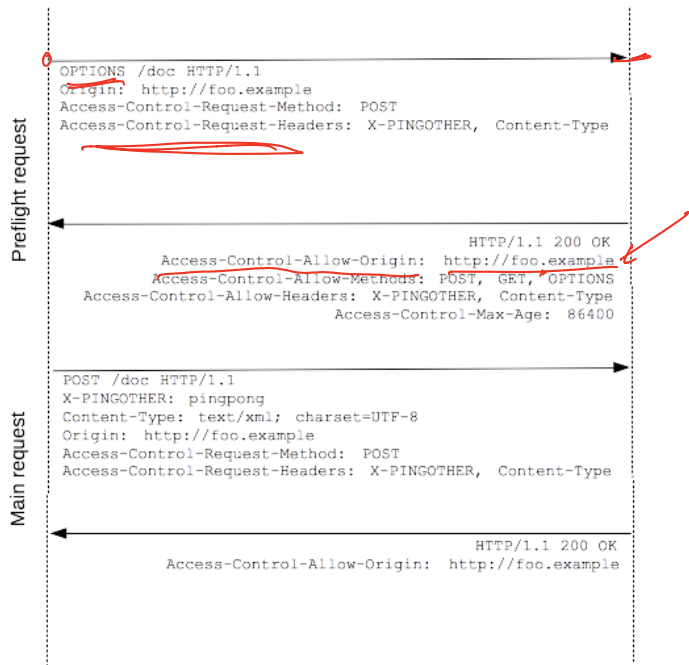 Preflight request
OPTIONS /doc HTTP/1.1
Origin: http://foo.example
Access-Control-Request-Method: POST
Access-Control-Request-Headers: X-PINGOTHER, Content-Type
HTTP/1.1 200 OK
Access-Control-Allow-Origin: http://foo.example
Access-Control-Allow-Methods: POST, GET, OPTIONS
Access-Control-Allow-Headers: X-PINGOTHER, Content-Type
Access-Control-Max-Age: 86400
Main request
POST /doc HTTP/1.1
X-PINGOTHER: pingpong
Content-Type: text/xml; charset=UTF-8
Origin: http://foo.example
Access-Control-Request-Method: POST
Access-Control-Request-Headers: X-PINGOTHER, Content-Type
HTTP/1.1 200 OK
Access-Control-Allow-Origin: http://foo.example